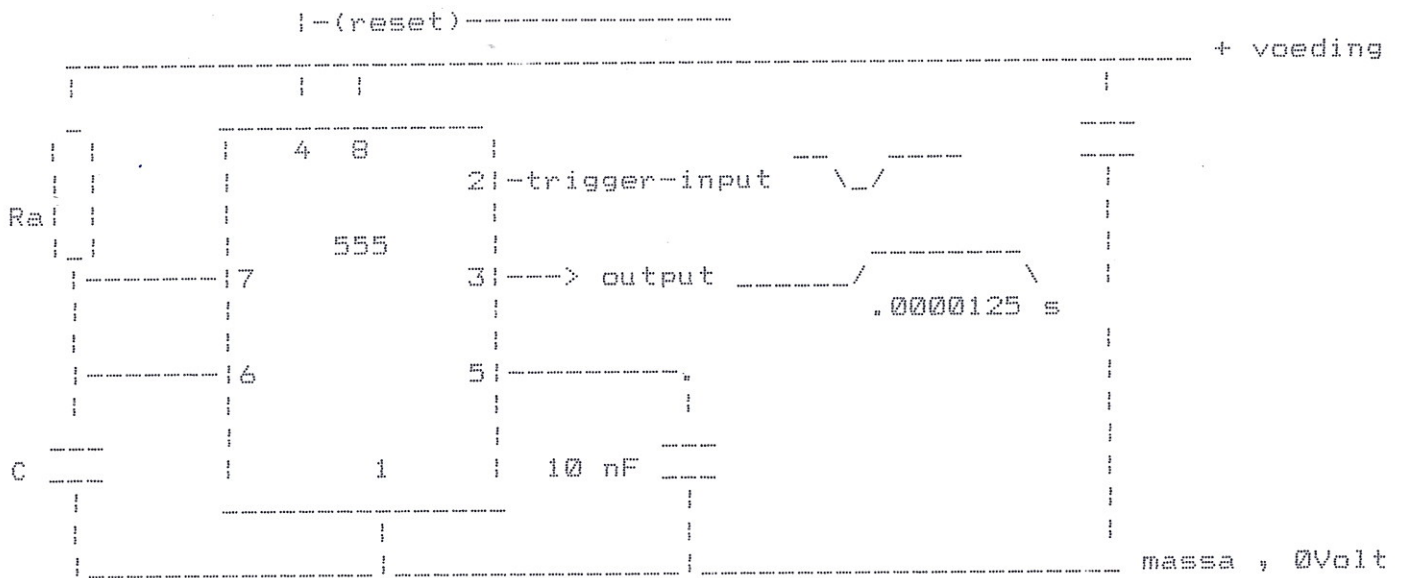 (reset)
+ voeding
4 8
2 trigger-input
Ra
555
7 3 output
.0000125 s
6 5
C 1 10 nF
massa , 0Volt